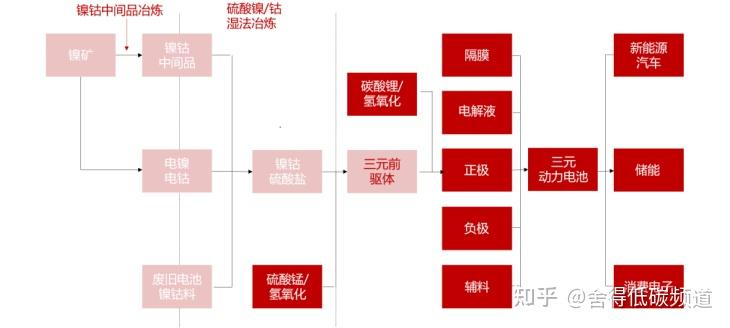 镍钴中间品冶炼
硫酸镍/钴
湿法冶炼
镍矿
镍钴
中间品
电镍
电钴
废旧电池
镍钴料
镍钴
硫酸盐
硫酸锰/
氢氧化
碳酸锂/
氢氧化
三元前
驱体
隔膜
电解液
正极
负极
辅料
三元
动力电池
新能源
汽车
储能
消费电子
知乎 @舍得低碳频道